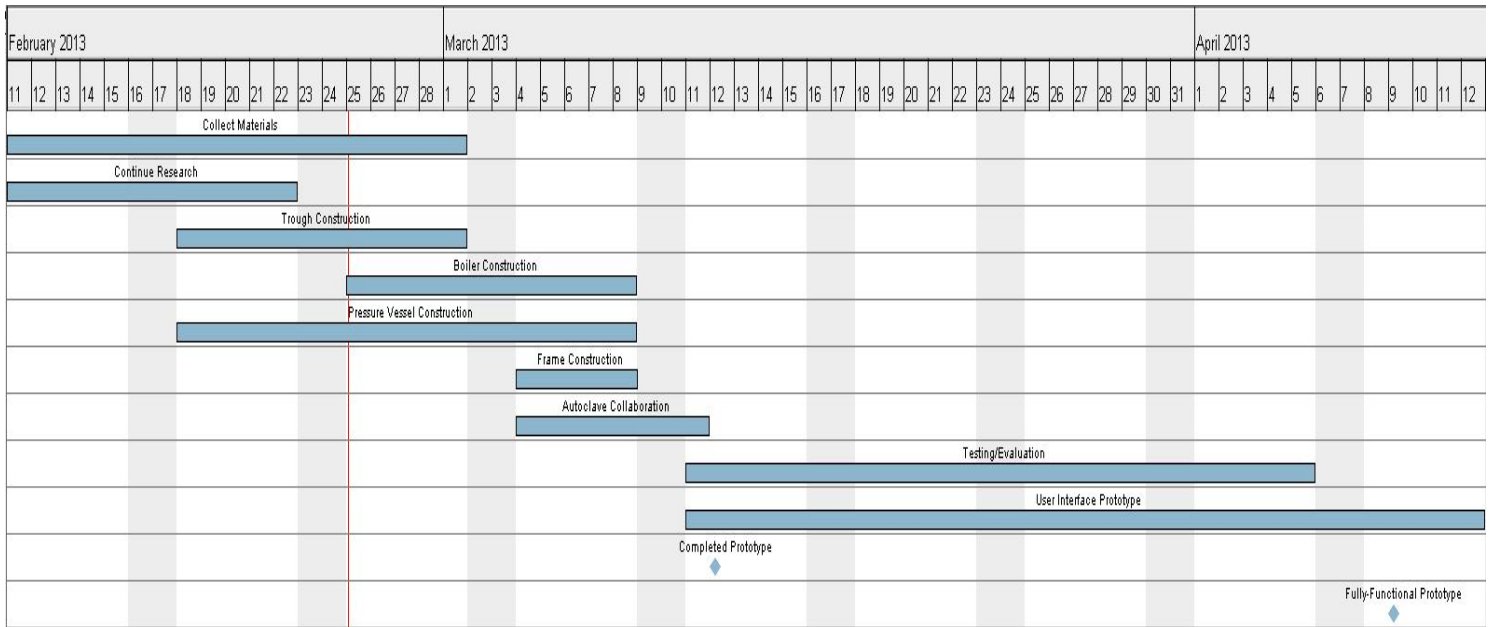 February 2013 March 2013 April 2013
11 12 13 14 15 16 17 18 19 20 21 22 23 24 25 26 27 28 1 2 3 4 5 6 7 8 9 10 11 12 13 14 15 16 17 18 19 20 21 22 23 24 25 26 27 28 29 30 31 1 2 3 4 5 6 7 8 9 10 11 12
Collect Materials
Continue Research
Trough Construction
Boiler Construction
Pressure Vessel Construction
Frame Construction
Autoclave Collaboration
Testing/Evaluation
User Interface Prototype
Completed Prototype
Fully-Functional Prototype